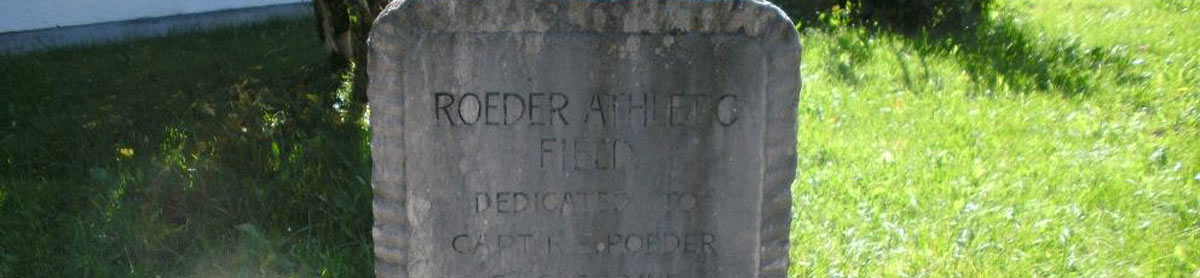 ROEDER ATHLETIC
FIELD
DEDICATED TO
CAPT. K.E. ROEDER